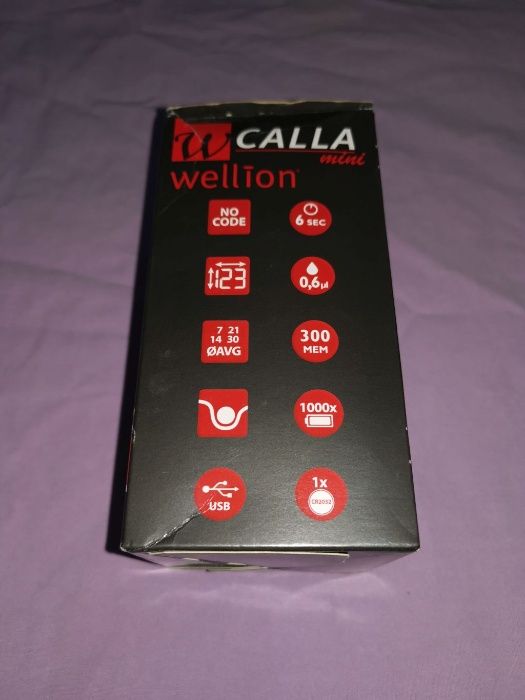 w CALLA
mini
wellion®
NO
CODE
6 SEC
123
0,6µl
7 21
14 30
ØAVG
300
MEM
1000x
USB
1x
CR2032